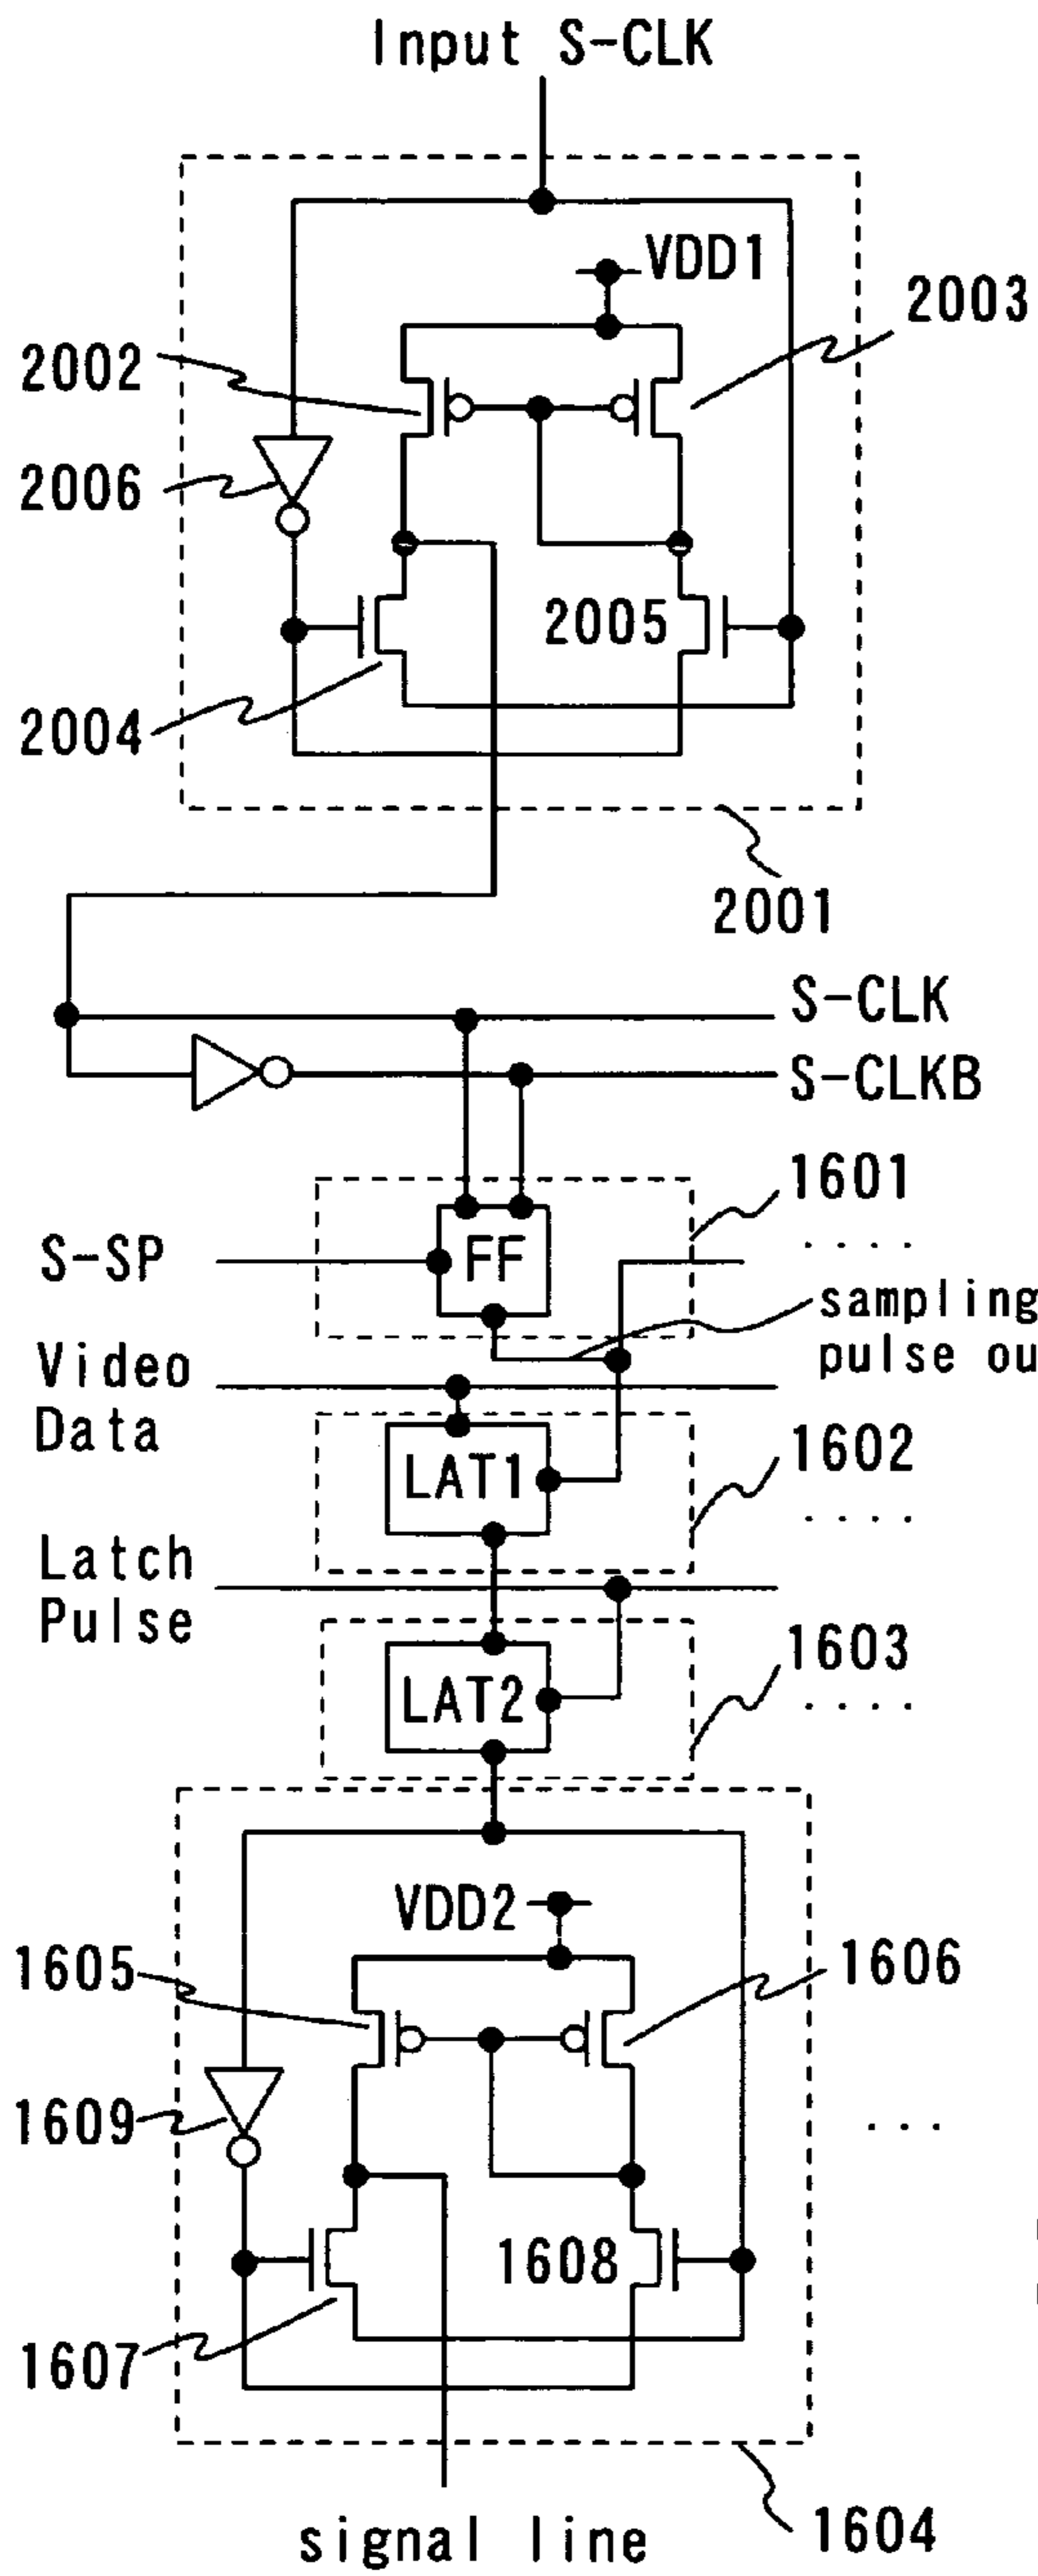 Input S-CLK
VDD1
2003
2002
2006
2005
2004
2001
S-CLK
S-CLKB
1601
S-SP
FF
. . . .
sampling
pulse ou
Video
Data
LAT1
1602
. . . .
Latch
Pulse
LAT2
1603
. . . .
VDD2
1605
1606
1609
. . .
1608
1607
signal line
1604